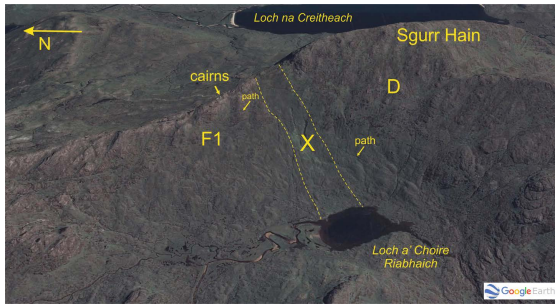 Loch na Creitheach
Sgurr Hain
N
cairns
path
D
F1
X
path
Loch a' Choire
Riabhaich
Google Earth